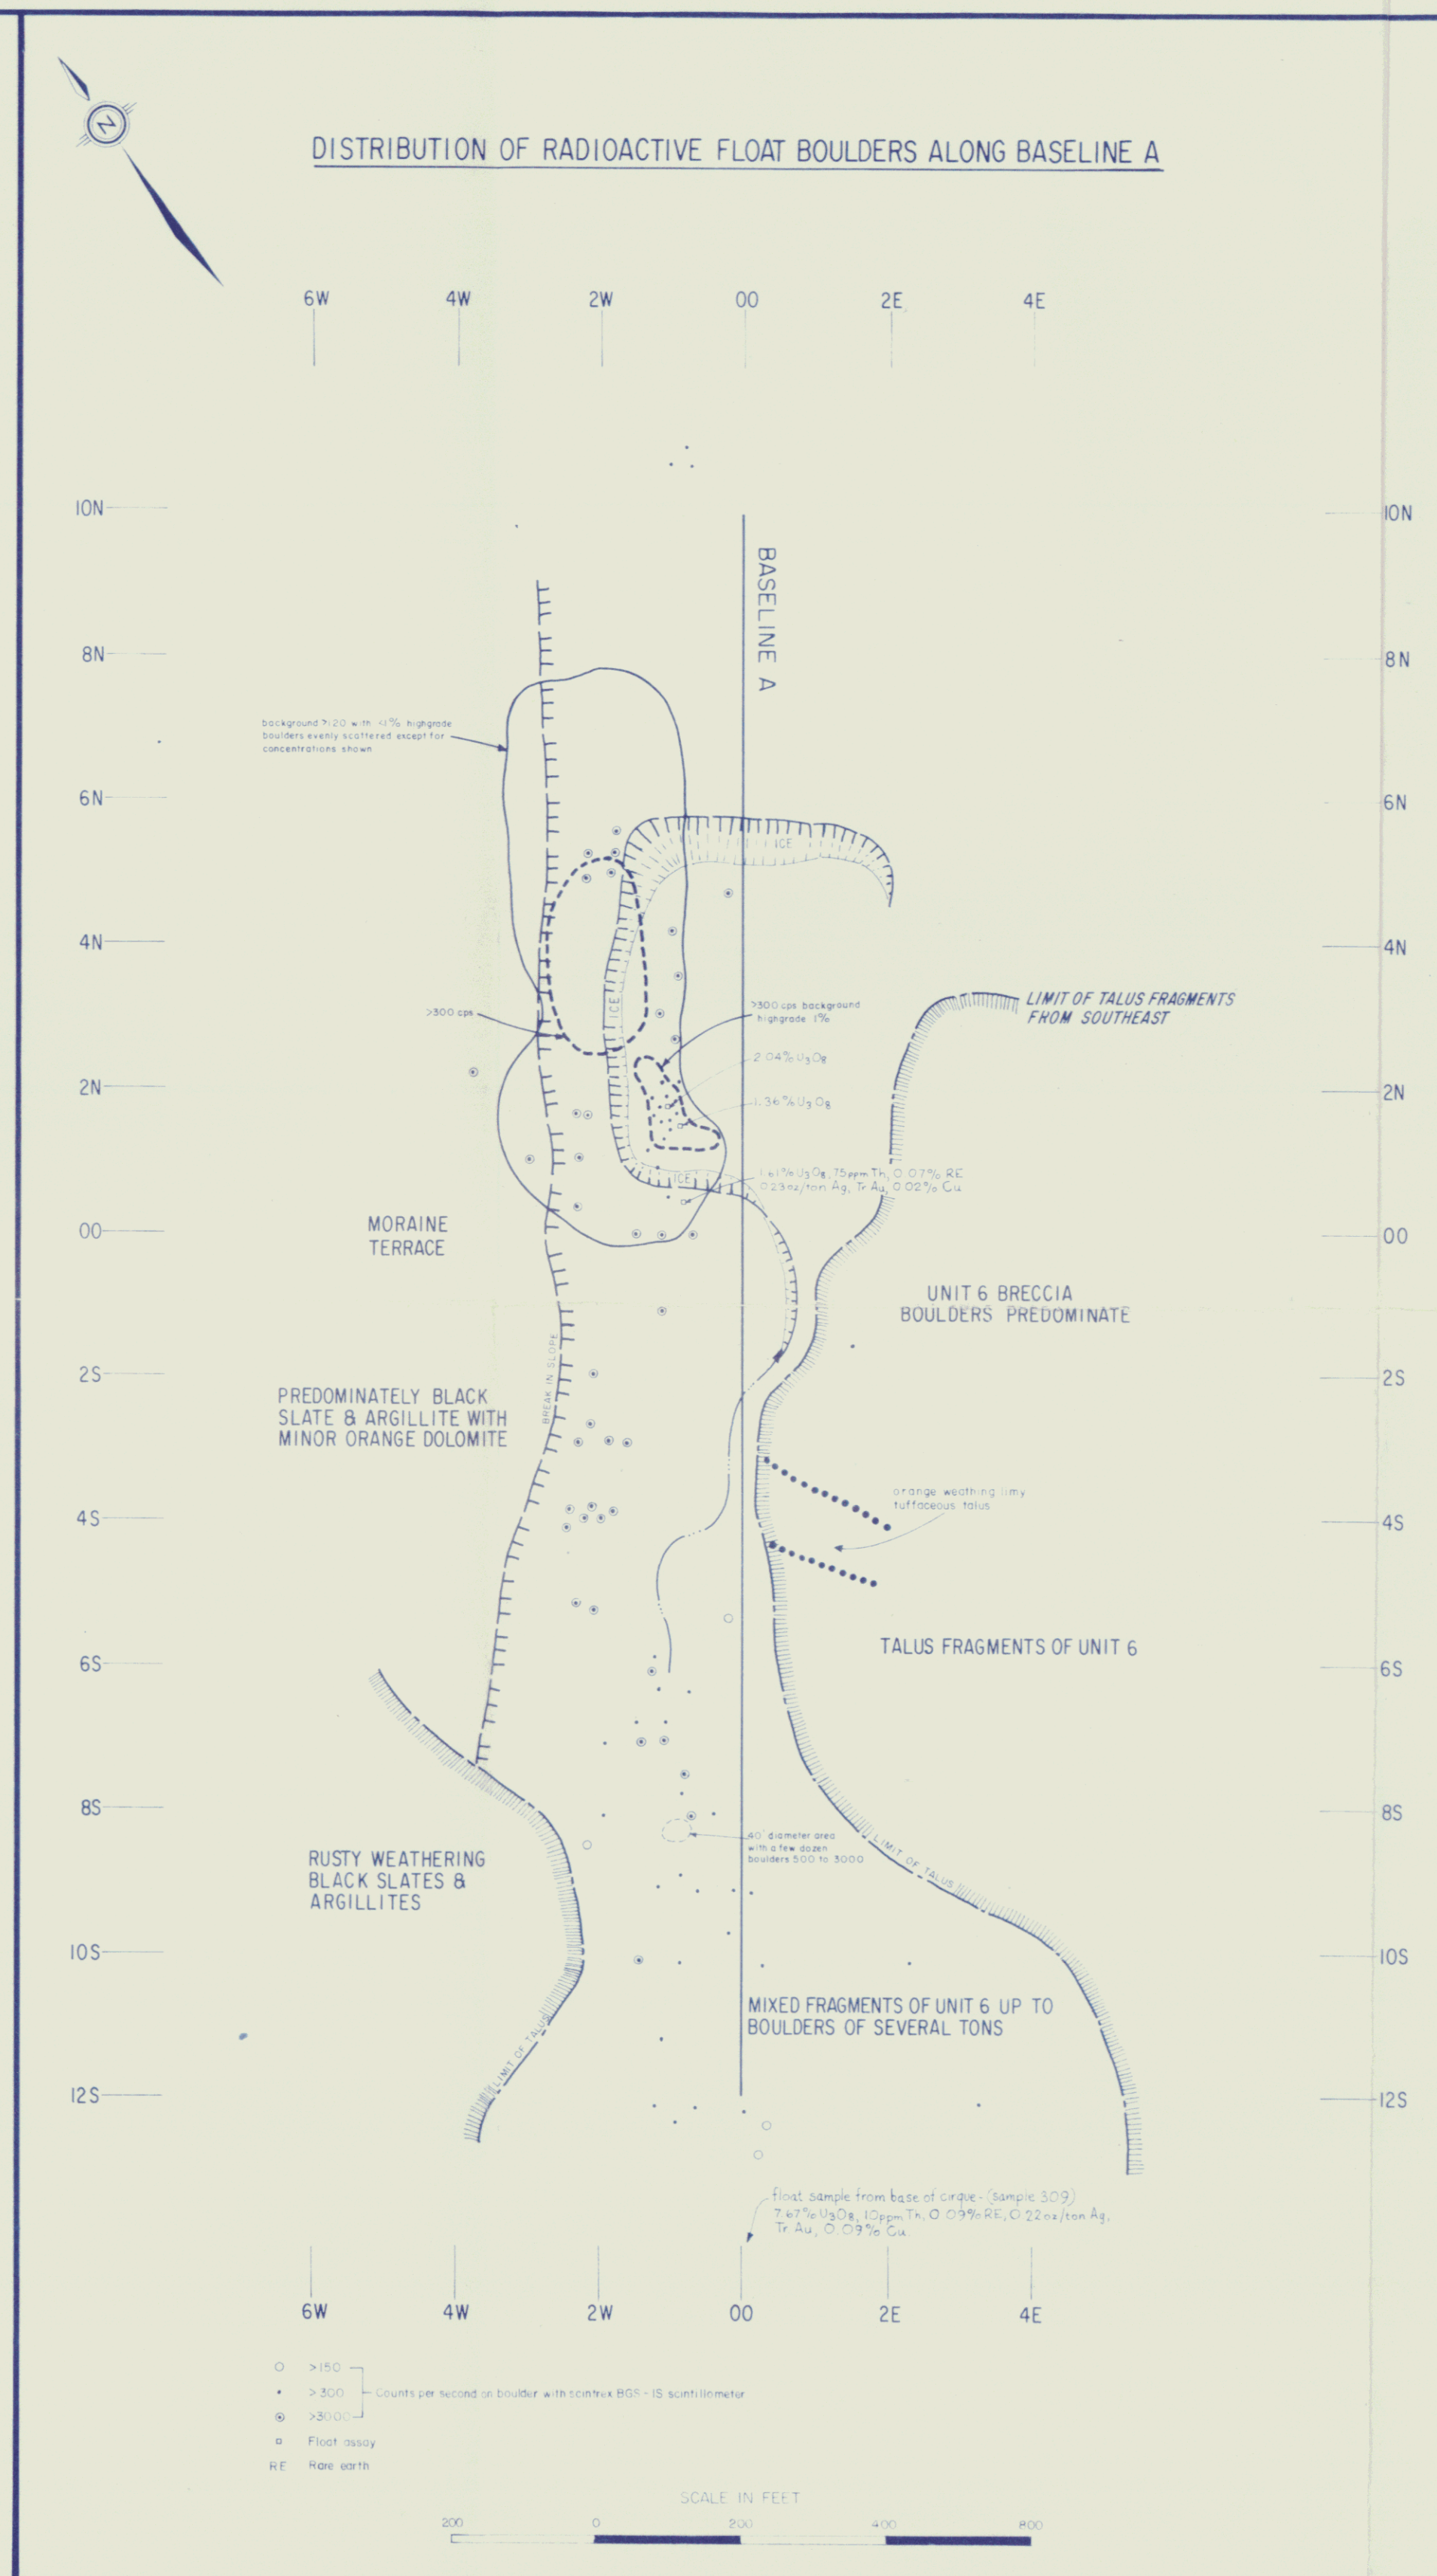 N
DISTRIBUTION OF RADIOACTIVE FLOAT BOULDERS ALONG BASELINE A
6W 4W 2W 00 2E 4E
10N 10N
BASELINE A
8N 8N
background >120 with <1% highgrade
boulders evenly scattered except for
concentrations shown
6N 6N
ICE ICE
4N 4N
LIMIT OF TALUS FRAGMENTS
FROM SOUTHEAST
>300 cps
>300 cps background
highgrade 1%
2.04% U3O8
2N 2N
1.36% U3O8
1.61% U3O8, 75ppm Th, 0.07% RE
0.23oz/ton Ag, Tr Au, 0.02% Cu
ICE
MORAINE
TERRACE
00 00
UNIT 6 BRECCIA
BOULDERS PREDOMINATE
BREAK IN SLOPE
2S 2S
PREDOMINATELY BLACK
SLATE & ARGILLITE WITH
MINOR ORANGE DOLOMITE
orange weathing limy
tuffaceous talus
4S 4S
TALUS FRAGMENTS OF UNIT 6
6S 6S
8S 8S
40' diameter area
with a few dozen
boulders 500 to 3000
LIMIT OF TALUS
RUSTY WEATHERING
BLACK SLATES &
ARGILLITES
10S 10S
MIXED FRAGMENTS OF UNIT 6 UP TO
BOULDERS OF SEVERAL TONS
LIMIT OF TALUS
12S 12S
float sample from base of cirque - (sample 309)
7.67% U3O8, 10ppm Th, 0.09% RE, 0.22oz/ton Ag,
Tr. Au, 0.09% Cu.
6W 4W 2W 00 2E 4E
>150
>300 Counts per second on boulder with scintrex BGS-IS scintillometer
>3000
Float assay
RE Rare earth
SCALE IN FEET
200 0 200 400 800